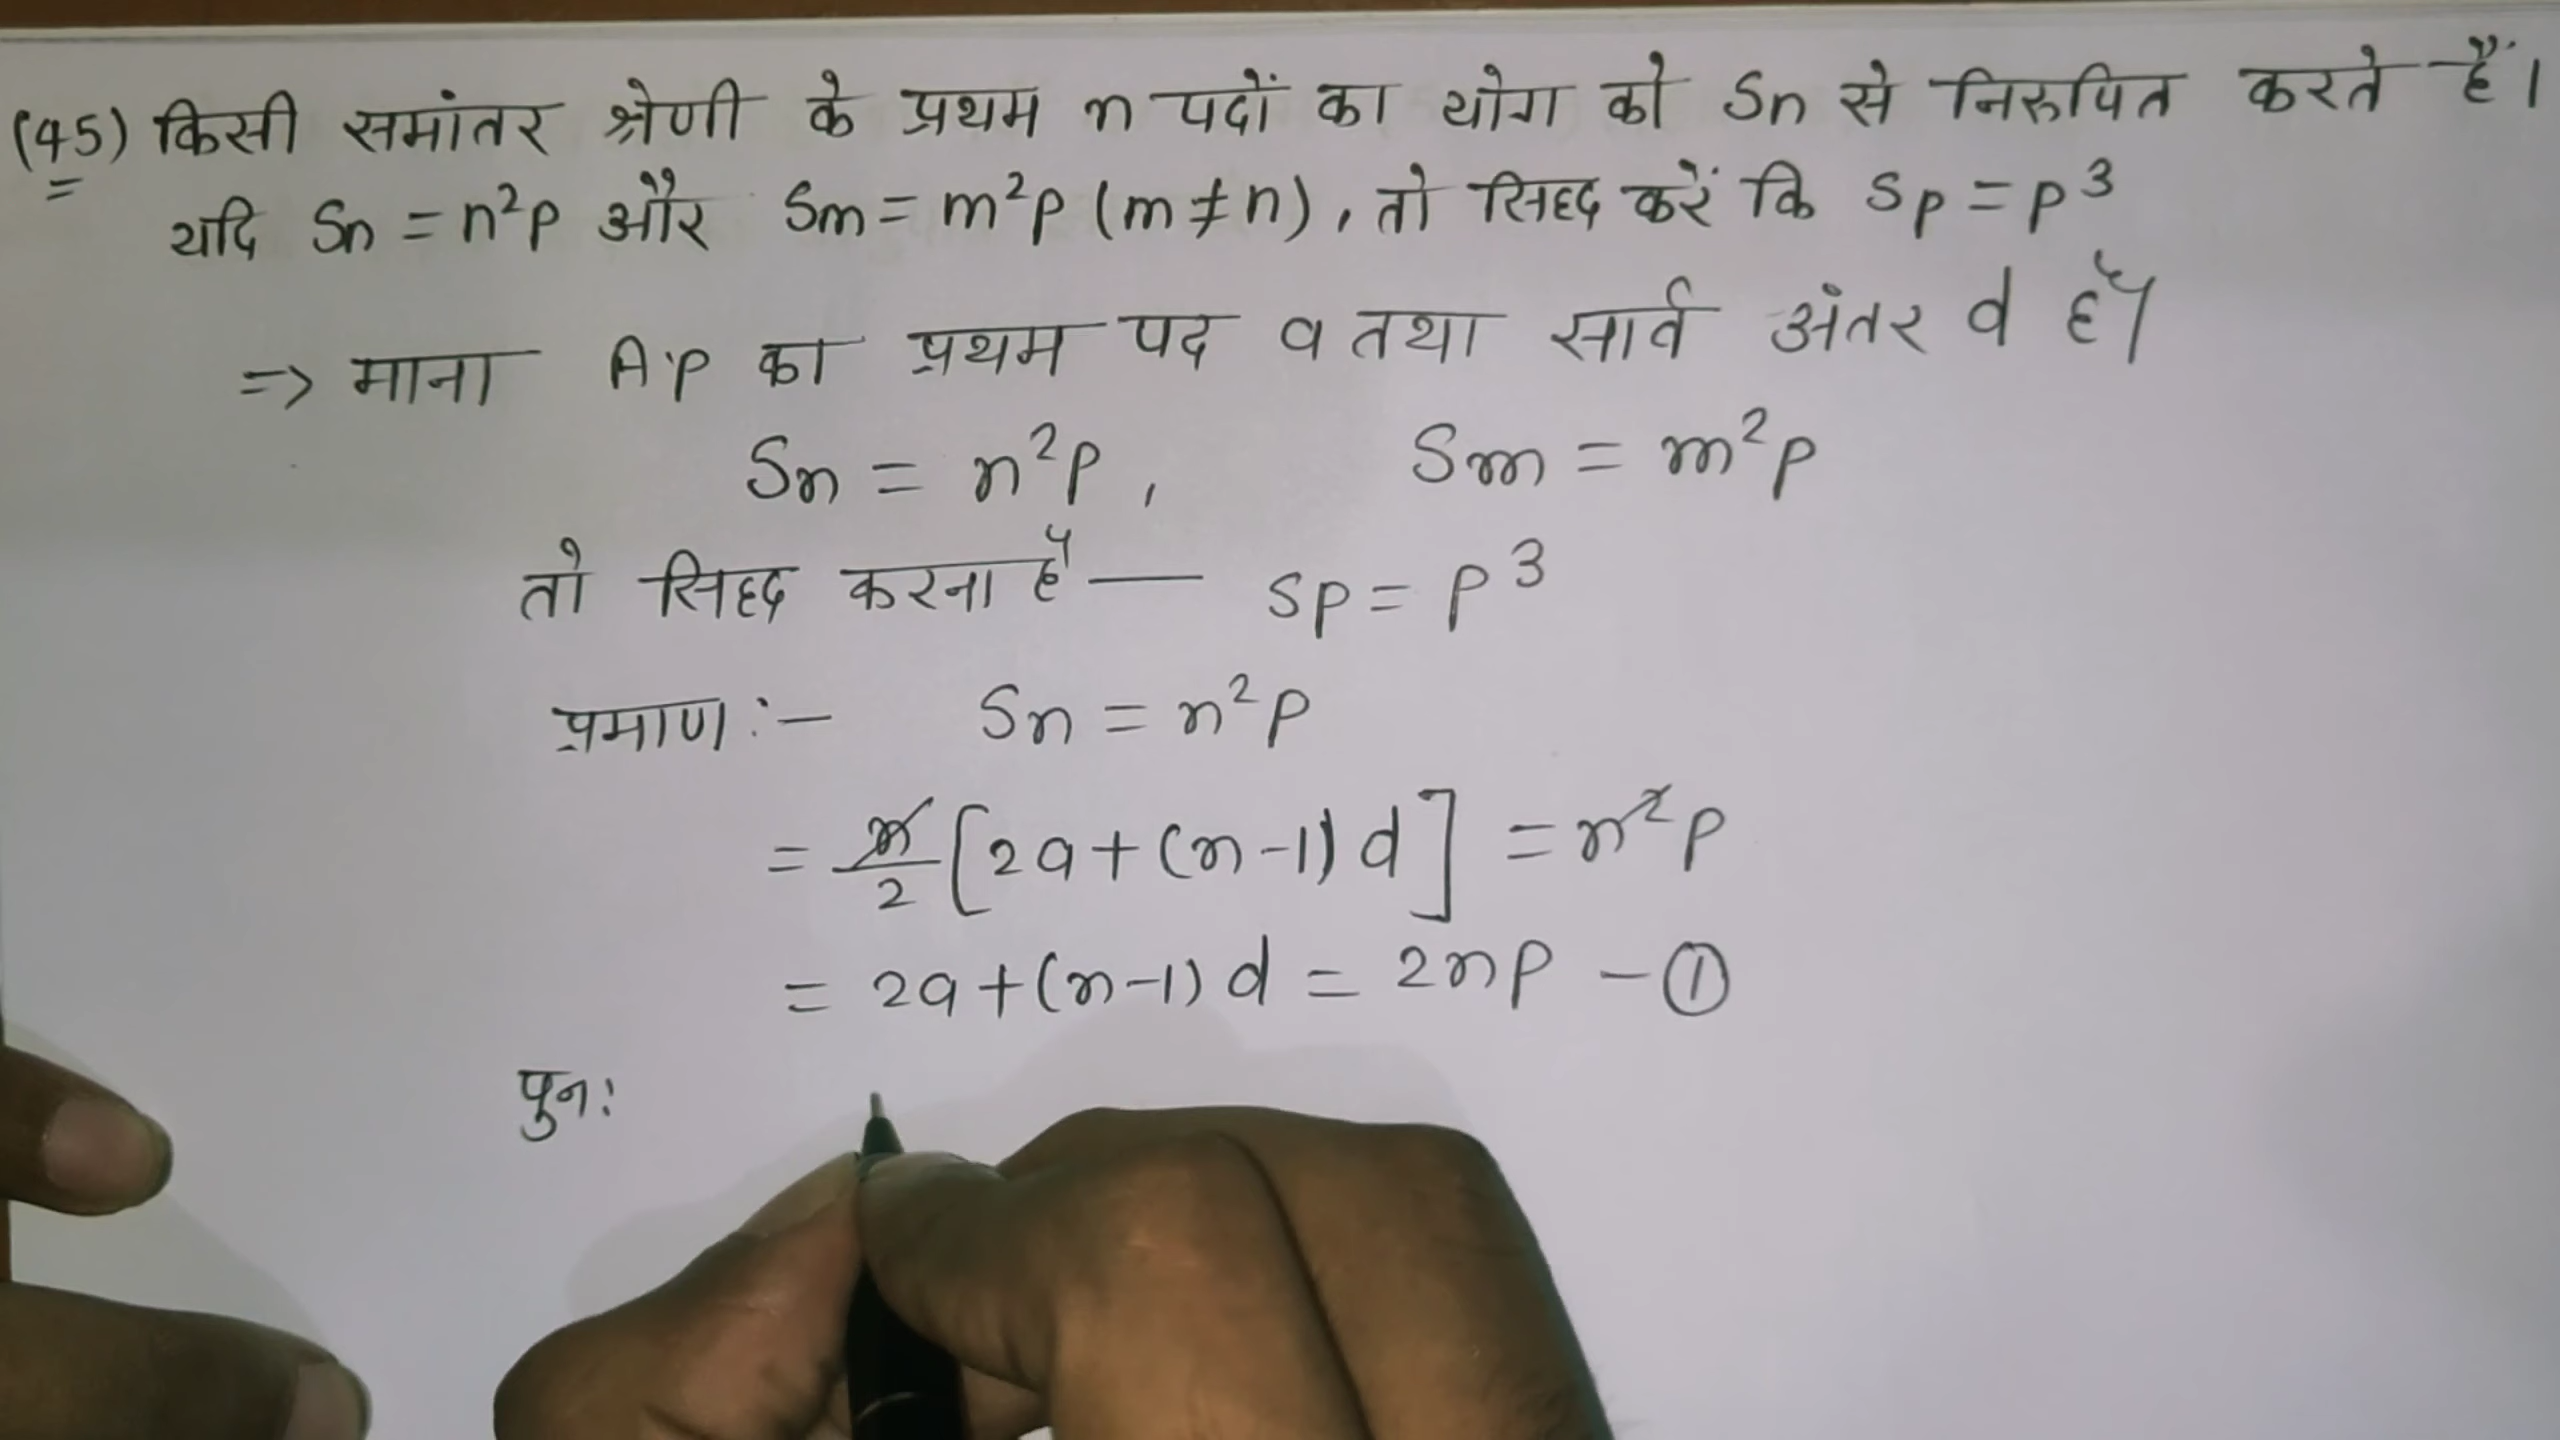 (45) किसी समांतर श्रेणी के प्रथम n पदों का योग को Sn से निरुपित करते हैं।
यदि Sn = n²p और Sm = m²p (m ≠ n), तो सिद्ध करें कि Sp = p³
=> माना A.P का प्रथम पद a तथा सार्व अंतर d है
Sn = n²p, Sm = m²p
तो सिद्ध करना है — Sp = p³
प्रमाण :- Sn = n²p
= n/2 [2a + (n-1) d] = n²p
= 2a + (n-1) d = 2np - ①
पुनः